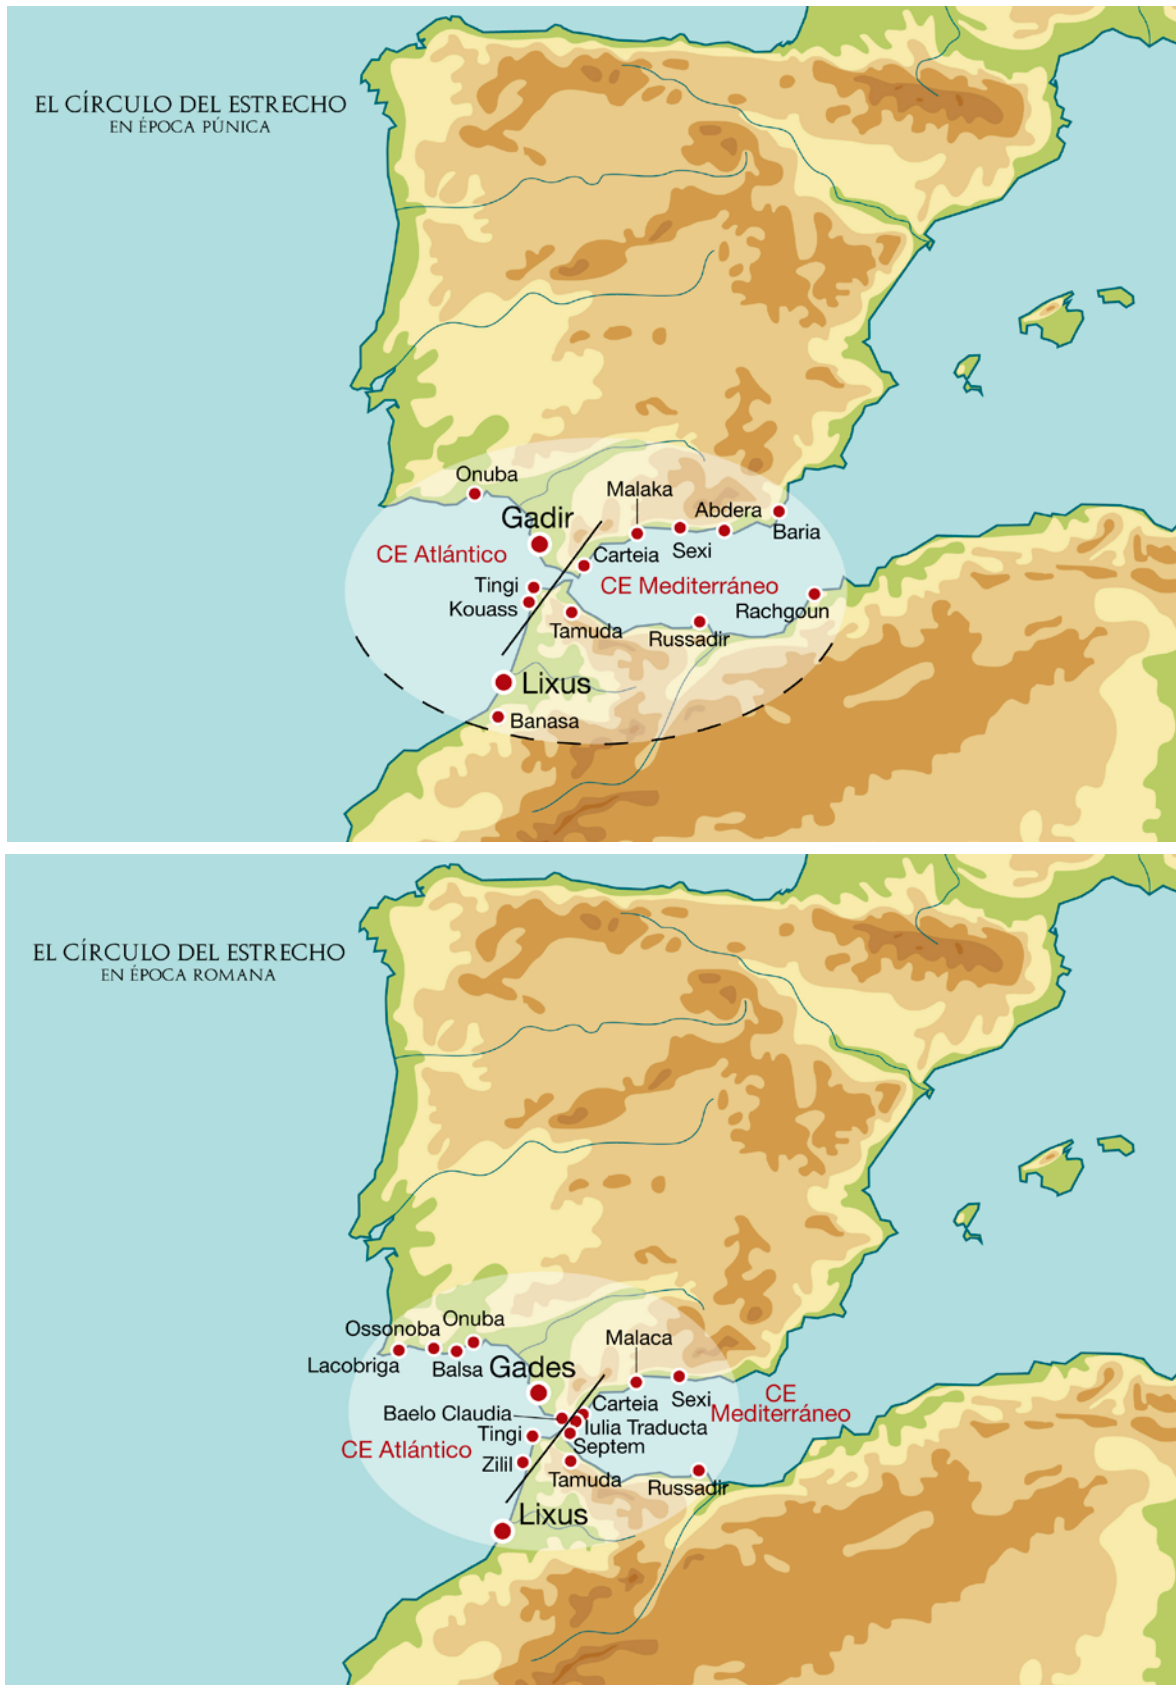 EL CÍRCULO DEL ESTRECHO
EN ÉPOCA PÚNICA
Onuba
Malaka
Gadir
Abdera
Baria
CE Atlántico
Carteia
Sexi
Tingi
CE Mediterráneo
Kouass
Rachgoun
Tamuda
Russadir
Lixus
Banasa
EL CÍRCULO DEL ESTRECHO
EN ÉPOCA ROMANA
Onuba
Ossonoba
Malaca
Lacobriga
Balsa
Gades
Sexi
CE
Mediterráneo
Carteia
Baelo Claudia
Iulia Traducta
Tingi
Septem
CE Atlántico
Zilil
Tamuda
Russadir
Lixus